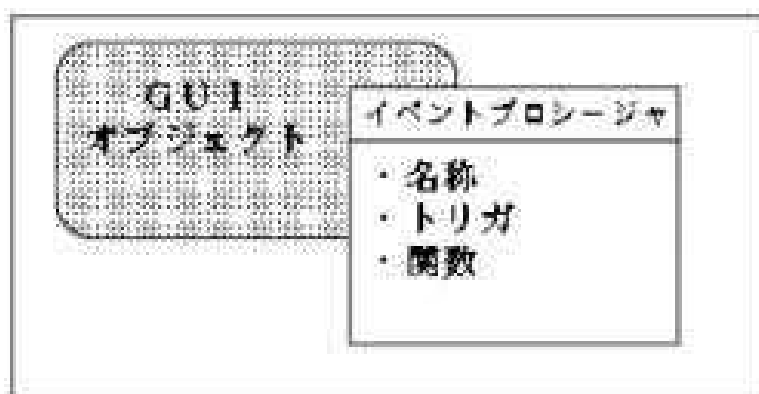 GUI
オブジェクト
イベントプロシージャ
・名称
・トリガ
・関数